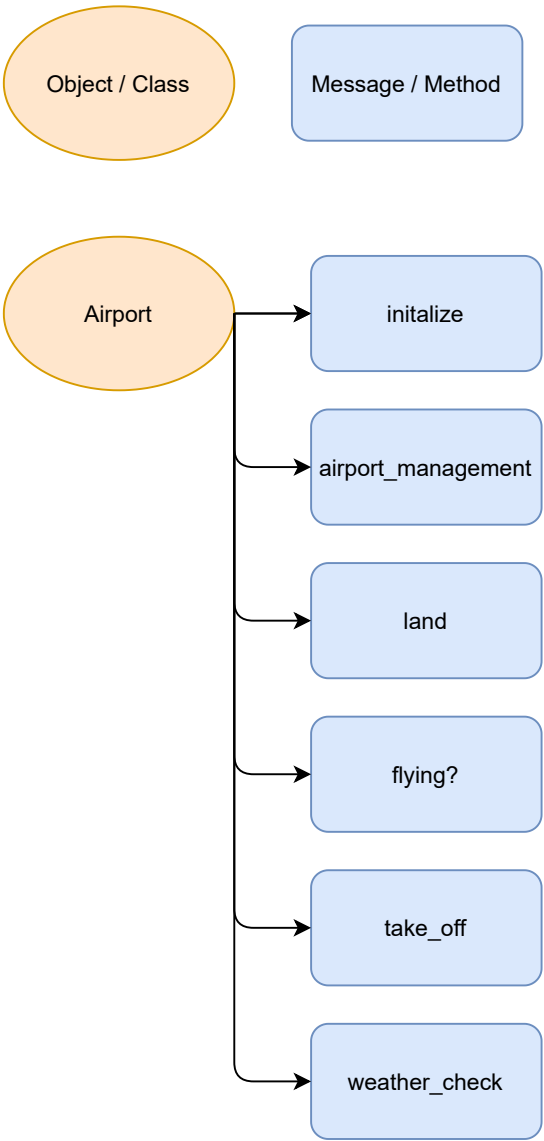 Object / Class
Message / Method
Airport
initalize
airport_management
land
flying?
take_off
weather_check